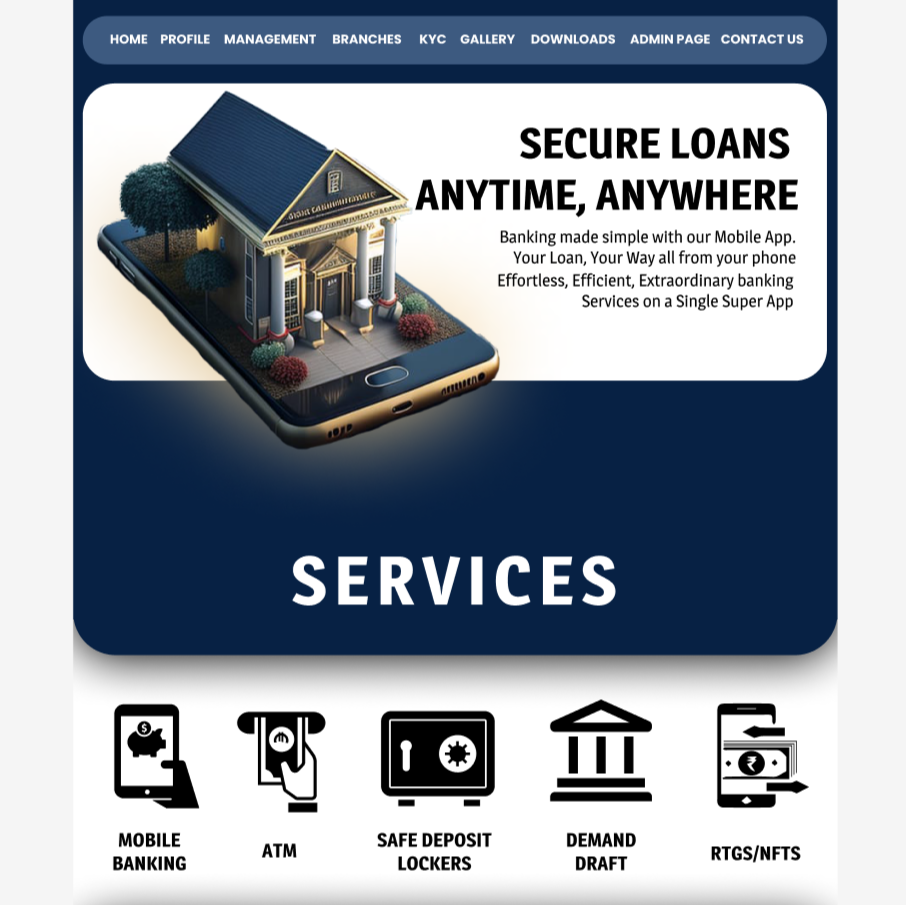 HOME PROFILE MANAGEMENT BRANCHES KYC GALLERY DOWNLOADS ADMIN PAGE CONTACT US
SECURE LOANS
ANYTIME, ANYWHERE
Banking made simple with our Mobile App.
Your Loan, Your Way all from your phone
Effortless, Efficient, Extraordinary banking
Services on a Single Super App
SERVICES
MOBILE
BANKING
ATM
SAFE DEPOSIT
LOCKERS
DEMAND
DRAFT
RTGS/NFTS